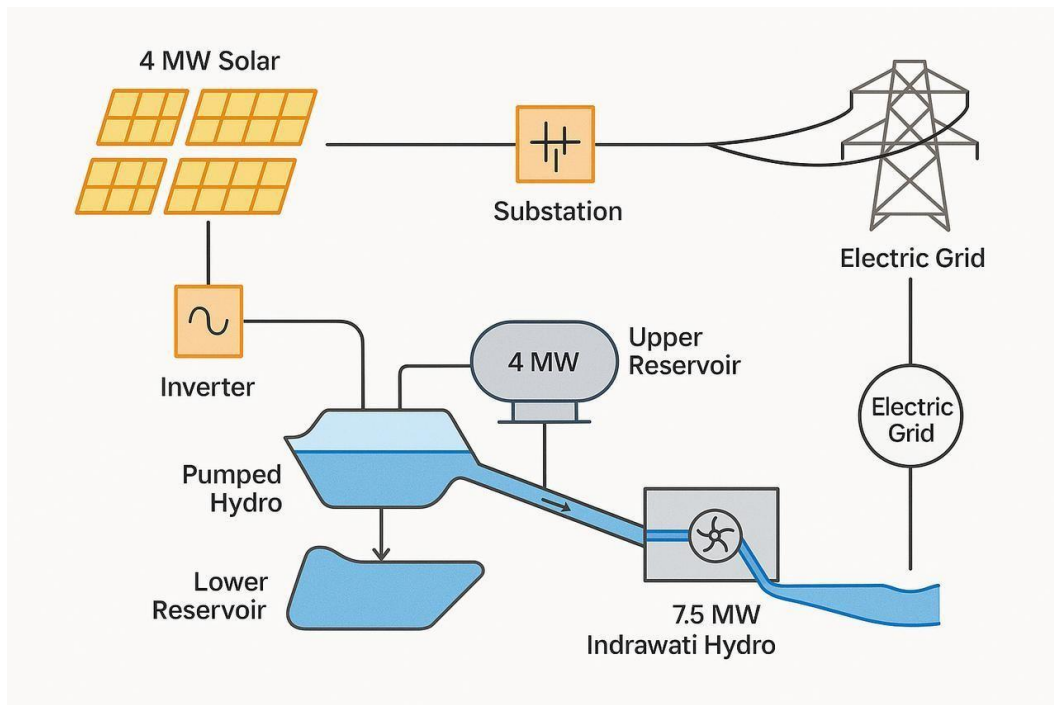 4 MW Solar
Substation
Electric Grid
Inverter
4 MW
Upper
Reservoir
Electric
Grid
Pumped
Hydro
Lower
Reservoir
7.5 MW
Indrawati Hydro